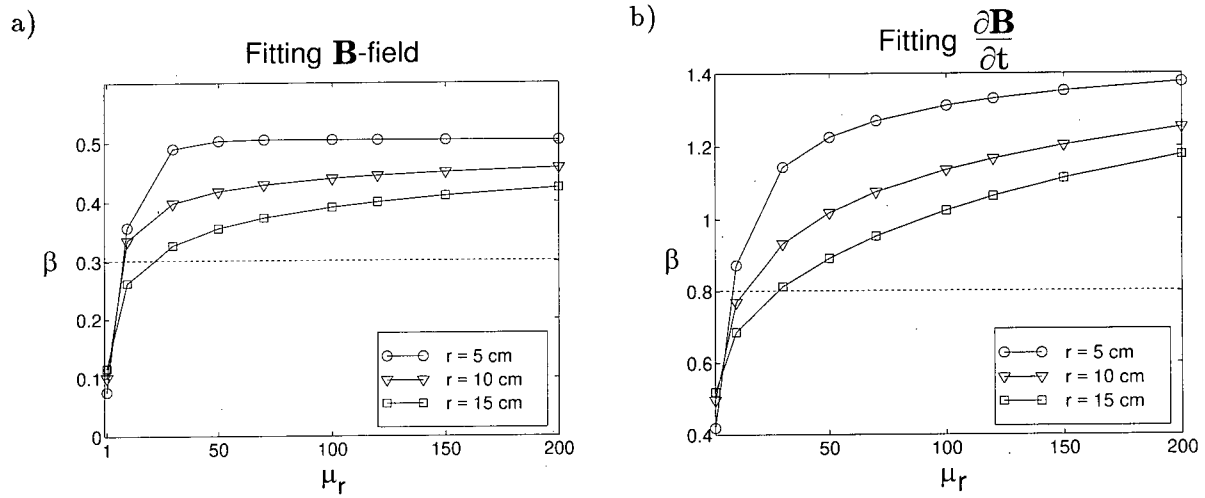 a)
Fitting B-field
β
0.5
0.4
0.3
0.2
0.1
0
1
50
100
150
200
μr
r = 5 cm
r = 10 cm
r = 15 cm
b)
Fitting ∂B/∂t
β
1.4
1.2
1
0.8
0.6
0.4
50
100
150
200
μr
r = 5 cm
r = 10 cm
r = 15 cm